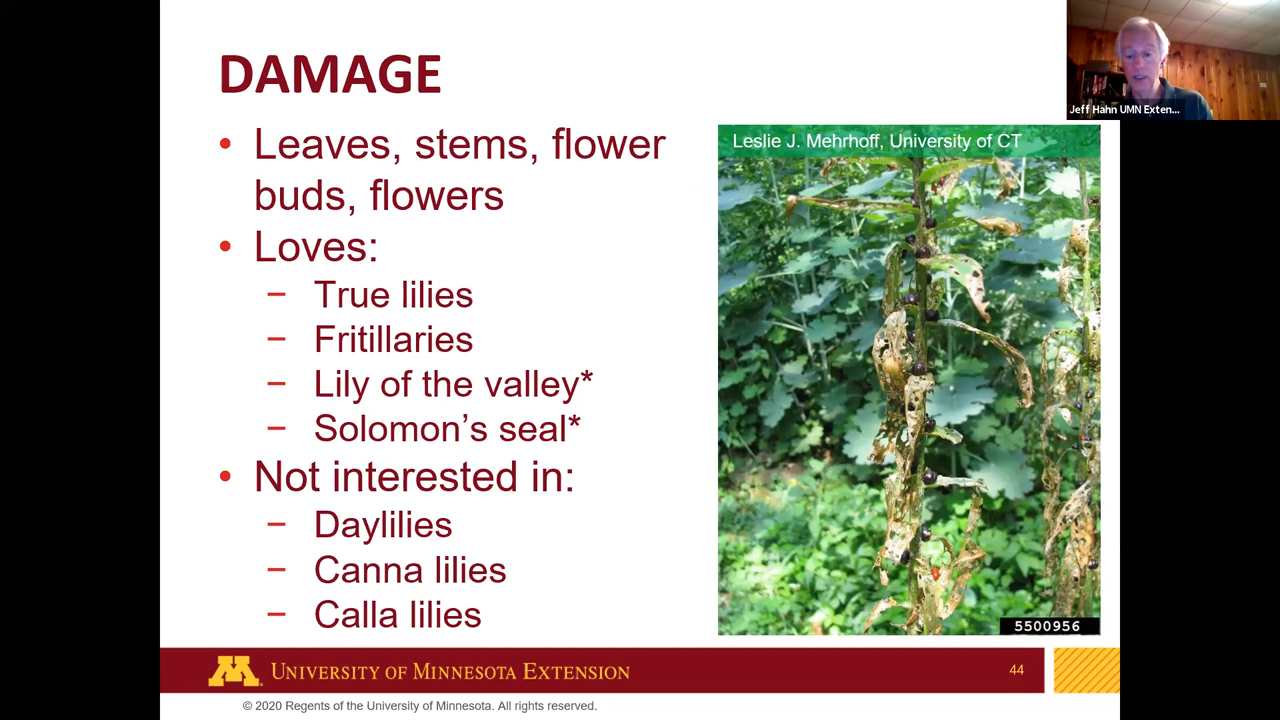 DAMAGE
• Leaves, stems, flower
buds, flowers
• Loves:
– True lilies
– Fritillaries
– Lily of the valley*
– Solomon’s seal*
• Not interested in:
– Daylilies
– Canna lilies
– Calla lilies
Jeff Hahn UMN Exten...
Leslie J. Mehrhoff, University of CT
5500956
M
UNIVERSITY OF MINNESOTA EXTENSION
44
© 2020 Regents of the University of Minnesota. All rights reserved.